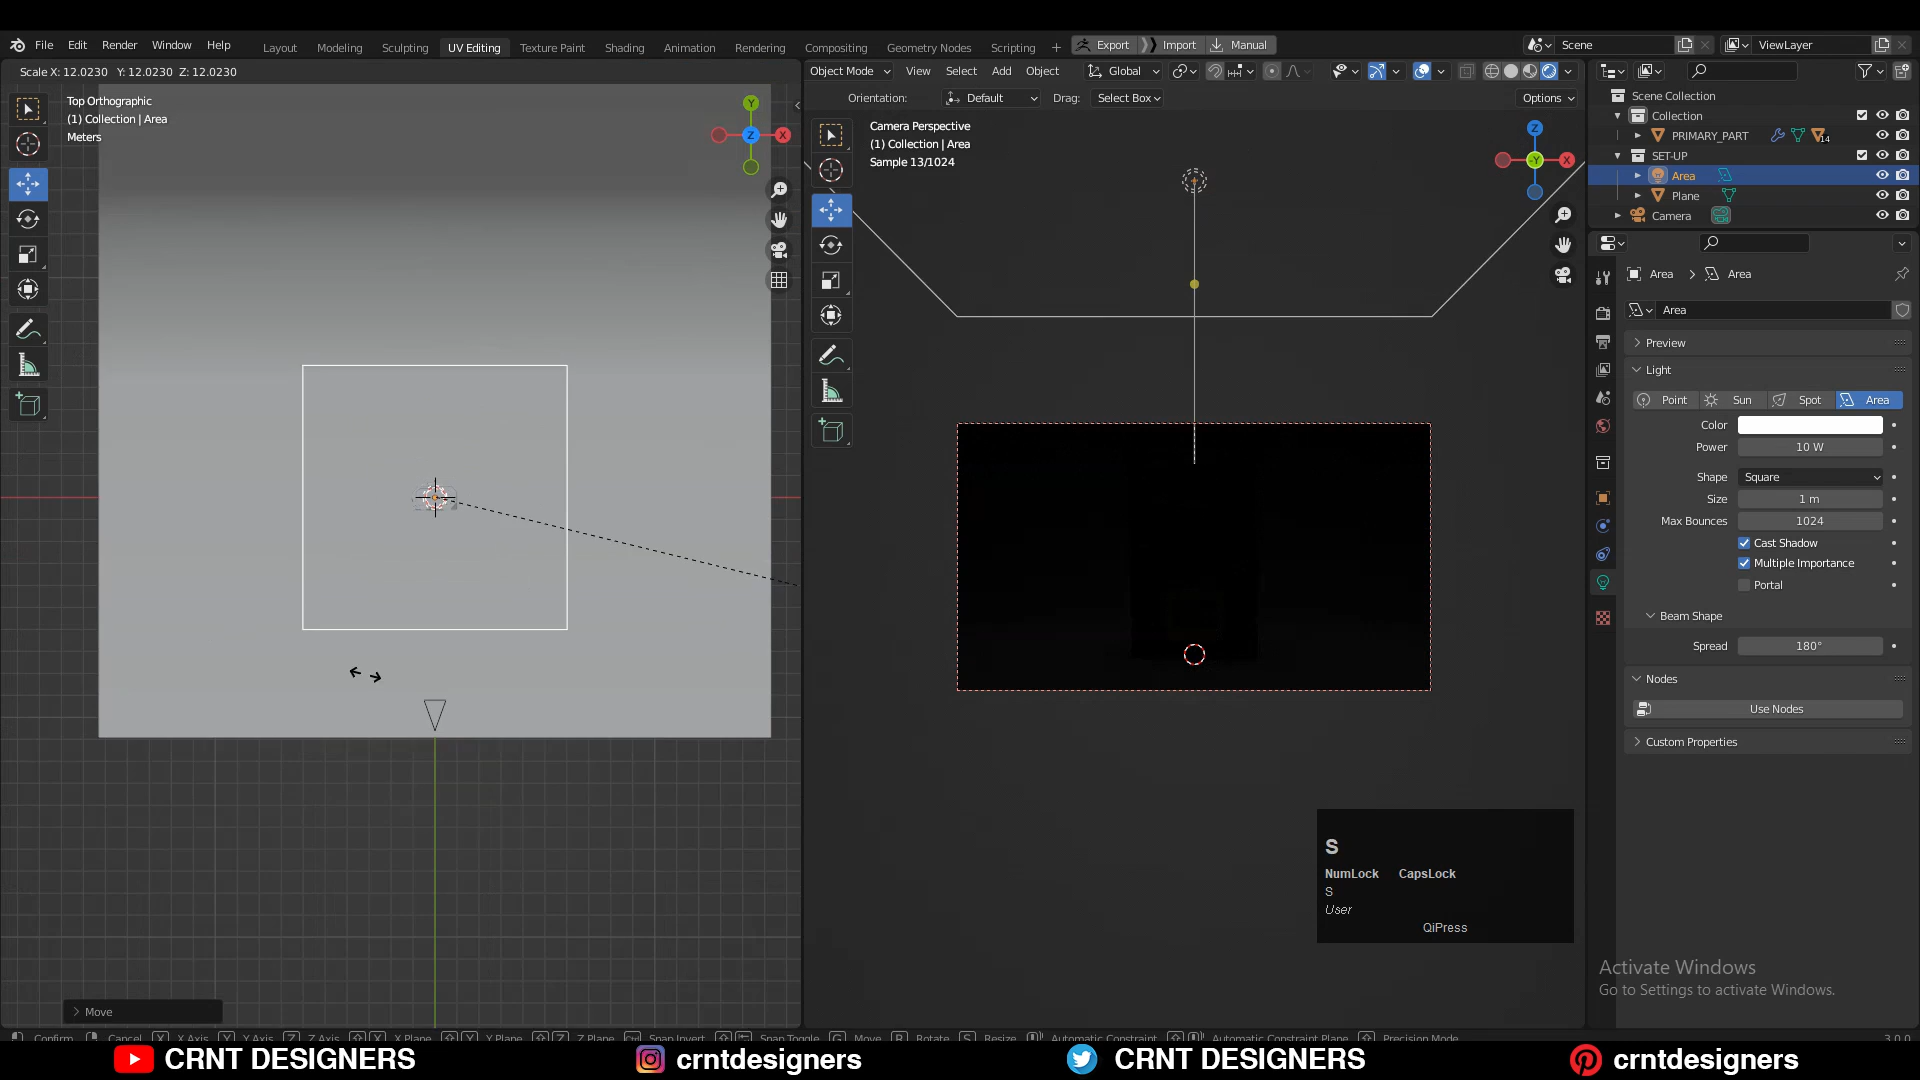 File Edit Render Window Help
Layout Modeling Sculpting UV Editing Texture Paint Shading Animation Rendering Compositing Geometry Nodes Scripting +
Export Import Manual
Scene
ViewLayer
Scale X: 12.0230 Y: 12.0230 Z: 12.0230
Object Mode View Select Add Object Global
Orientation: Default Drag: Select Box Options
Top Orthographic
(1) Collection | Area
Meters
Camera Perspective
(1) Collection | Area
Sample 13/1024
Y
X
Z
Z
X
-Y
Scene Collection
Collection
PRIMARY_PART 14
SET-UP
Area
Plane
Camera
Area > Area
Area
Preview
Light
Point Sun Spot Area
Color
Power 10 W
Shape Square
Size 1 m
Max Bounces 1024
Cast Shadow
Multiple Importance
Portal
Beam Shape
Spread 180°
Nodes
Use Nodes
Custom Properties
S
NumLock CapsLock
S
User
QiPress
Activate Windows
Go to Settings to activate Windows.
> Move
Confirm Cancel X X Axis Y Y Axis Z Z Axis X X Plane Y Y Plane Z Z Plane Snap Invert Snap Toggle G Move R Rotate S Resize Automatic Constraint Automatic Constraint Plane Precision Mode 3.0.0
CRNT DESIGNERS crntdesigners CRNT DESIGNERS crntdesigners